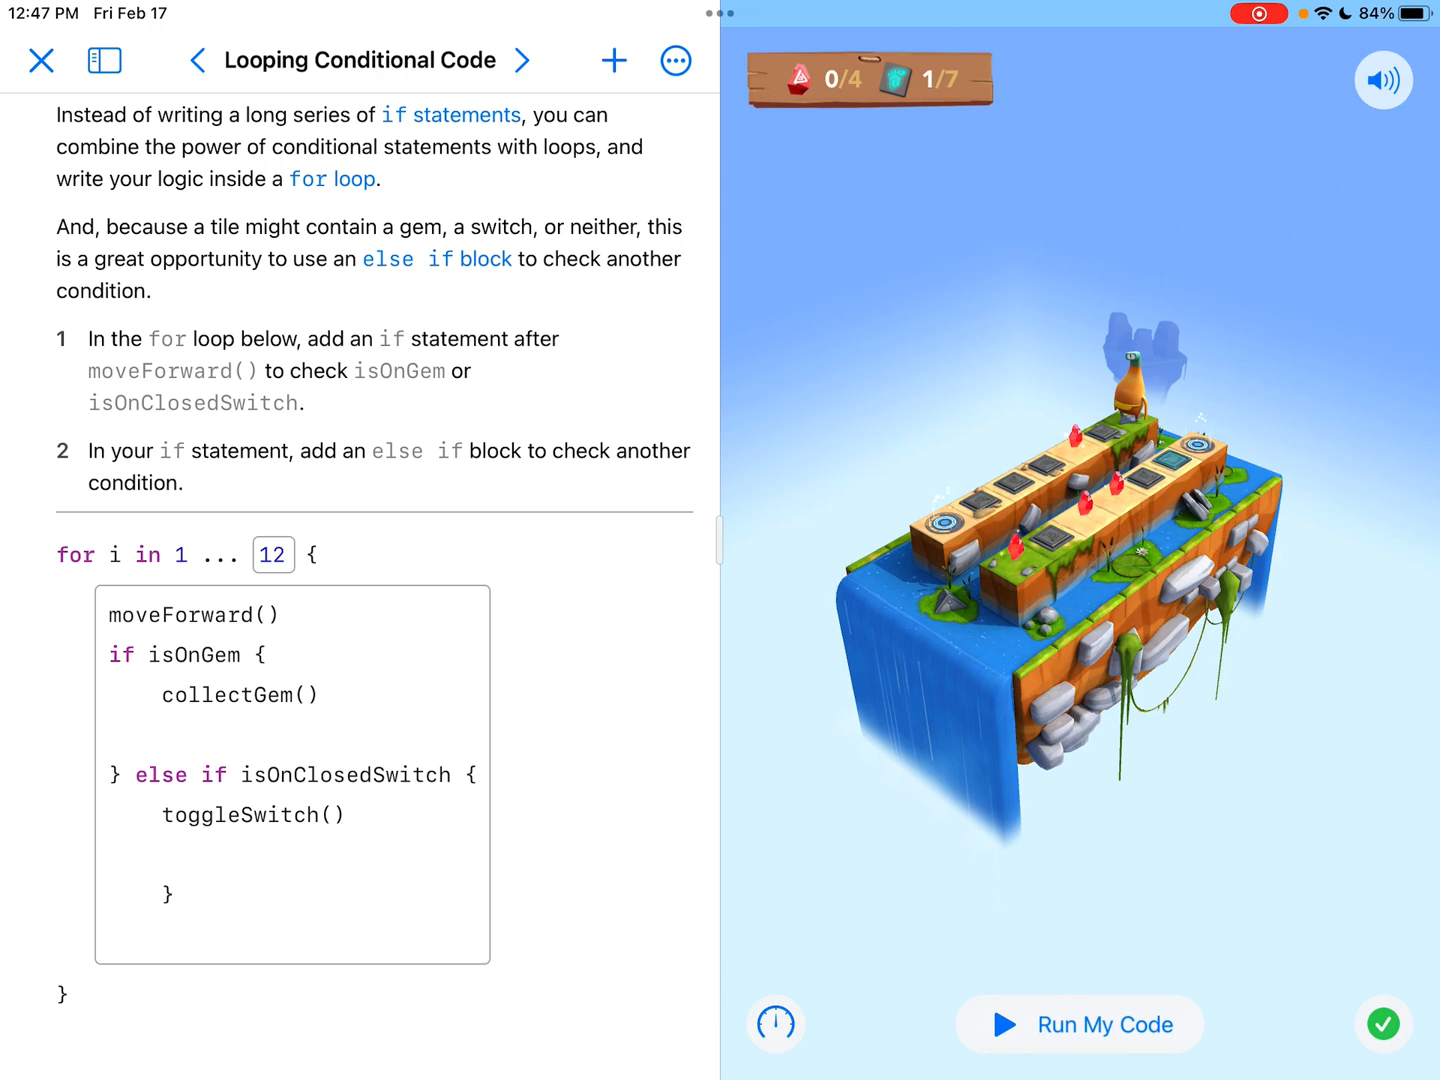 12:47 PM Fri Feb 17
84%
Looping Conditional Code
Instead of writing a long series of if statements, you can
combine the power of conditional statements with loops, and
write your logic inside a for loop.
And, because a tile might contain a gem, a switch, or neither, this
is a great opportunity to use an else if block to check another
condition.
1 In the for loop below, add an if statement after
moveForward() to check isOnGem or
isOnClosedSwitch.
2 In your if statement, add an else if block to check another
condition.
for i in 1 ... 12 {
moveForward()
if isOnGem {
collectGem()
} else if isOnClosedSwitch {
toggleSwitch()
}
}
0/4 1/7
Run My Code